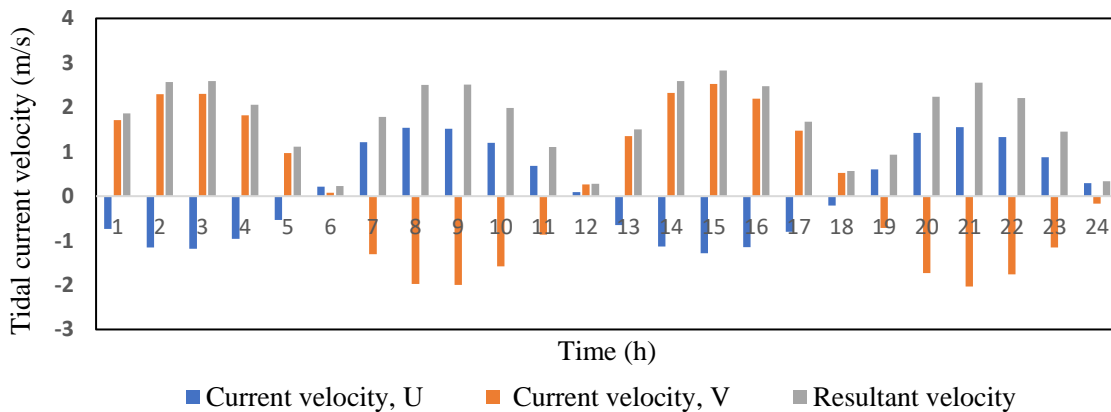 Tidal current velocity (m/s)
4
3
2
1
0
-1
-2
-3
1 2 3 4 5 6 7 8 9 10 11 12 13 14 15 16 17 18 19 20 21 22 23 24
Time (h)
Current velocity, U Current velocity, V Resultant velocity